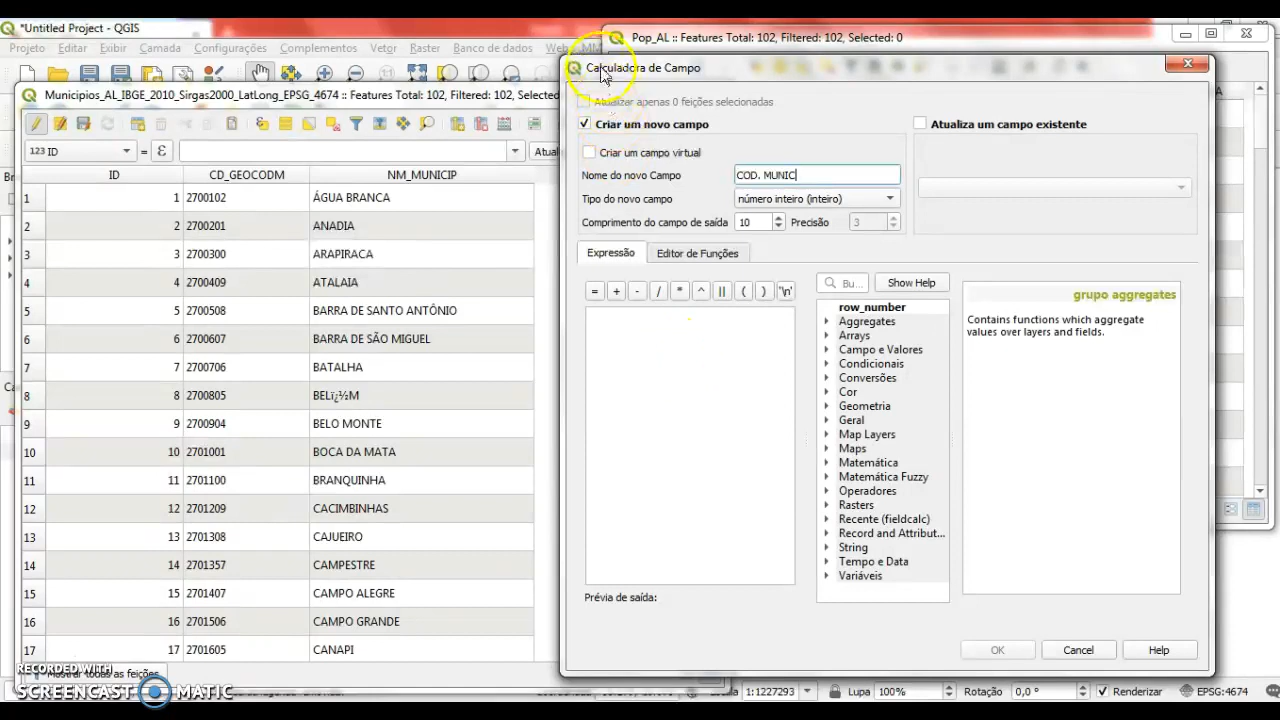 *Untitled Project - QGIS
Projeto Editar Exibir Camada Configurações Complementos Vetor Raster Banco de dados
Pop_AL :: Features Total: 102, Filtered: 102, Selected: 0
Municipios_AL_IBGE_2010_Sirgas2000_LatLong_EPSG_4674 :: Features Total: 102, Filtered: 102, Selected:
123 ID = ε Atual
ID CD_GEOCODM NM_MUNICIP
1 1 2700102 ÁGUA BRANCA
2 2 2700201 ANADIA
3 3 2700300 ARAPIRACA
4 4 2700409 ATALAIA
5 5 2700508 BARRA DE SANTO ANTÔNIO
6 6 2700607 BARRA DE SÃO MIGUEL
7 7 2700706 BATALHA
8 8 2700805 BELï¿½M
9 9 2700904 BELO MONTE
10 10 2701001 BOCA DA MATA
11 11 2701100 BRANQUINHA
12 12 2701209 CACIMBINHAS
13 13 2701308 CAJUEIRO
14 14 2701357 CAMPESTRE
15 15 2701407 CAMPO ALEGRE
16 16 2701506 CAMPO GRANDE
17 17 2701605 CANAPI
Mostrar todas as feições
Calculadora de Campo
Atualizar apenas 0 feições selecionadas
Criar um novo campo
Atualiza um campo existente
Criar um campo virtual
Nome do novo Campo COD. MUNIC
Tipo do novo campo número inteiro (inteiro)
Comprimento do campo de saída 10 Precisão 3
Expressão Editor de Funções
= + - / * ^ || ( ) '\n'
Bu... Show Help
row_number
Aggregates
Arrays
Campo e Valores
Condicionais
Conversões
Cor
Geometria
Geral
Map Layers
Maps
Matemática
Matemática Fuzzy
Operadores
Rasters
Recente (fieldcalc)
Record and Attribut...
String
Tempo e Data
Variáveis
grupo aggregates
Contains functions which aggregate
values over layers and fields.
Prévia de saída:
OK Cancel Help
1:1227293 Lupa 100% Rotação 0,0 ° Renderizar EPSG:4674
RECORDED WITH
SCREENCAST MATIC